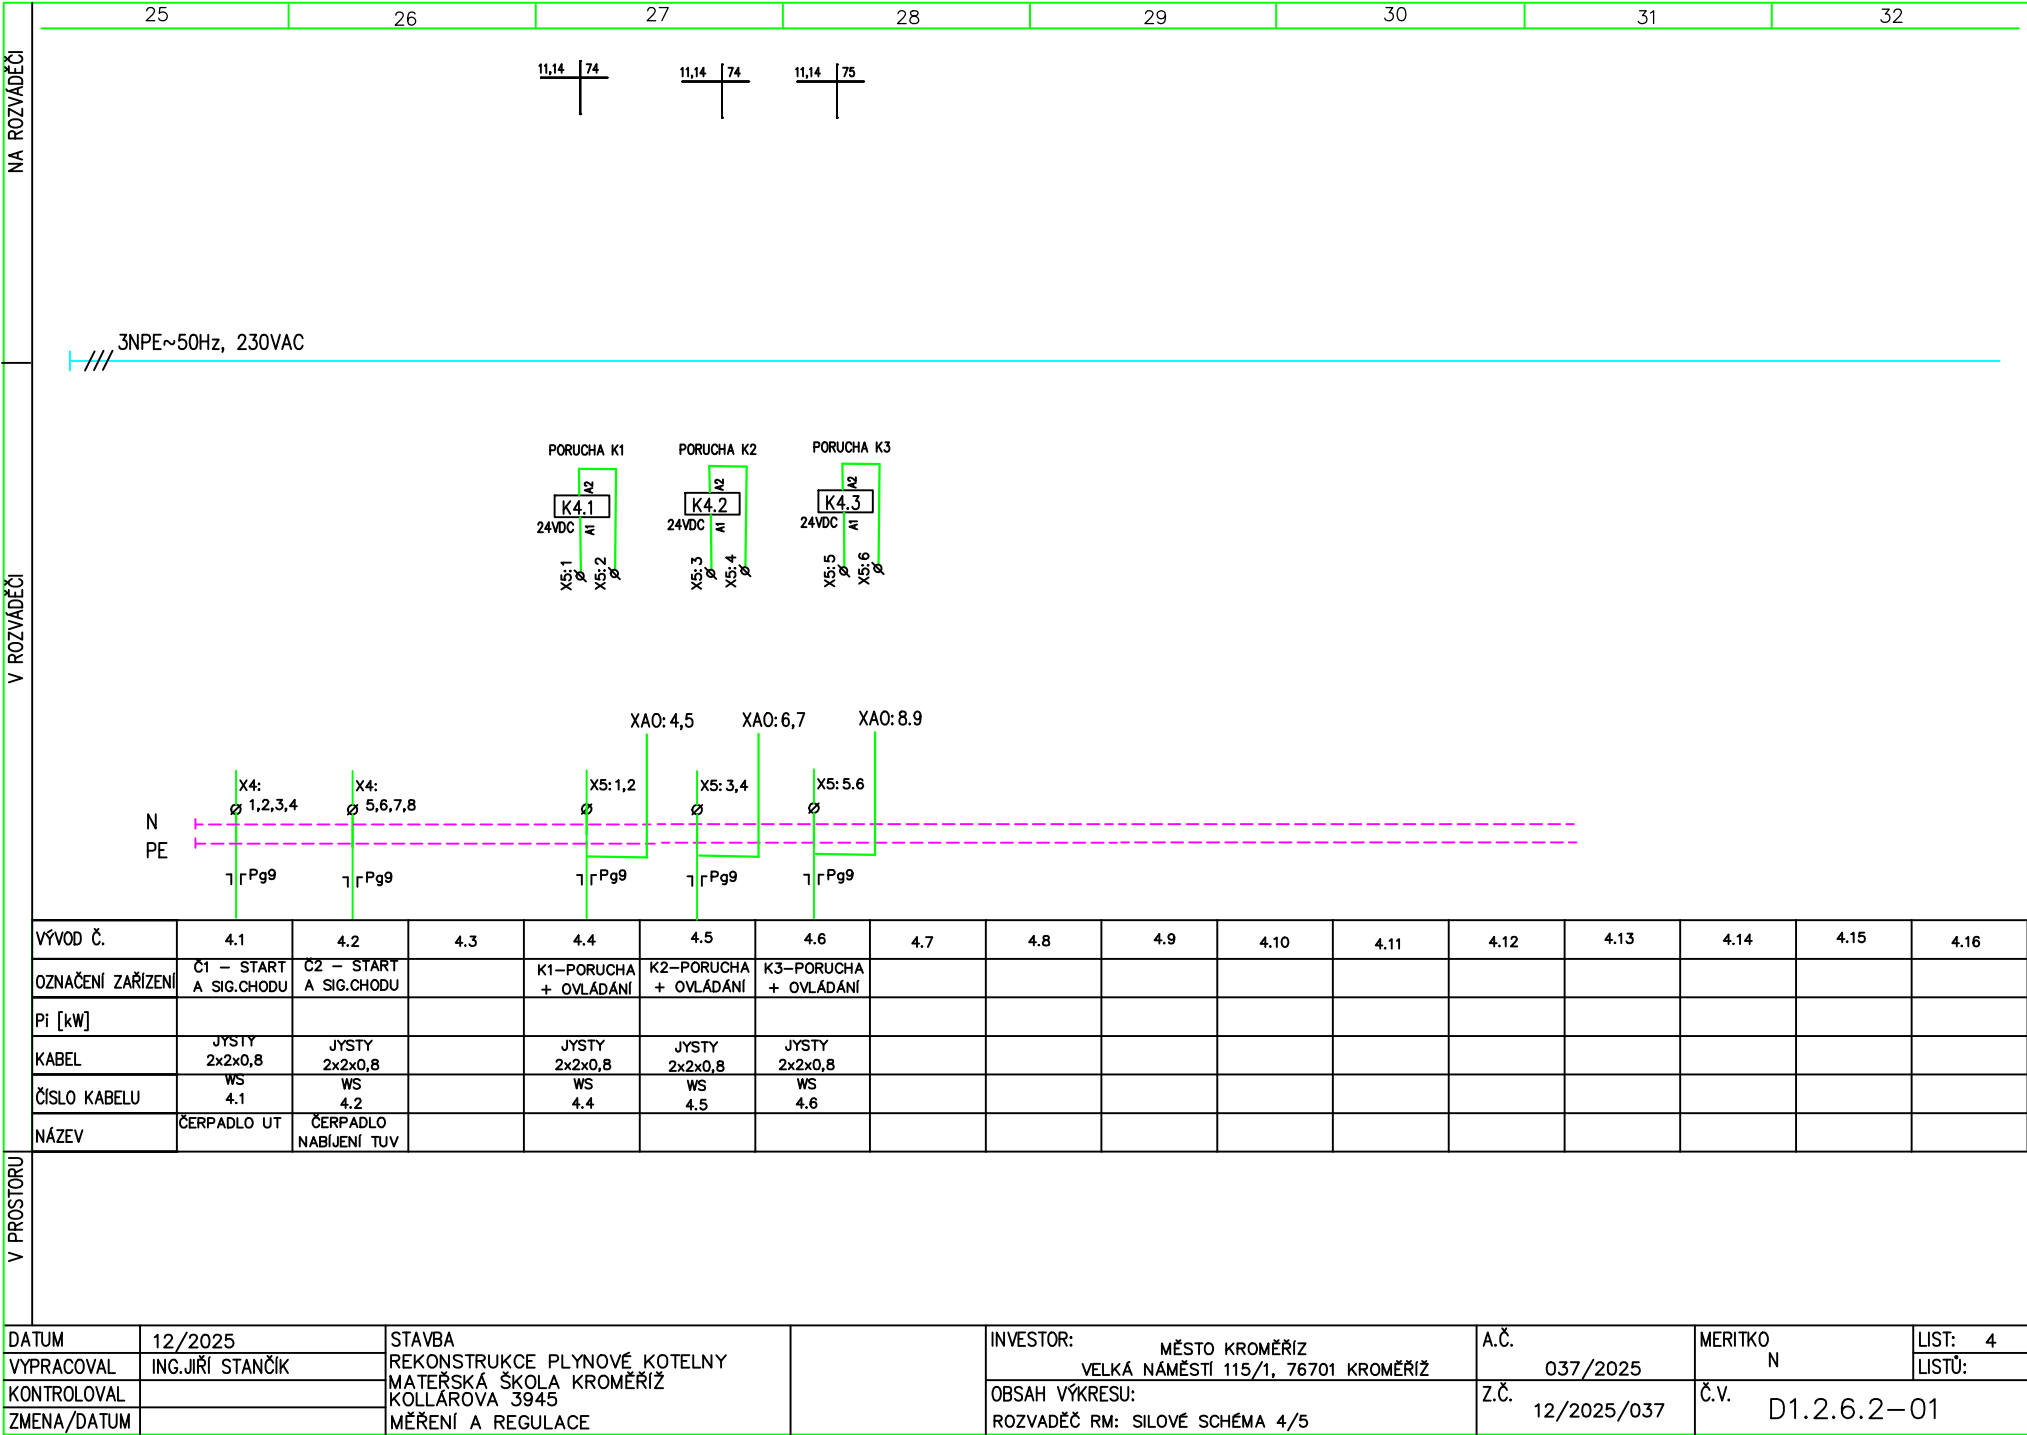 25 26 27 28 29 30 31 32
NA ROZVÁDĚČI
11,14 74
11,14 74
11,14 75
3NPE~50Hz, 230VAC
V ROZVÁDĚČI
PORUCHA K1
PORUCHA K2
PORUCHA K3
A2
A2
A2
K4.1
K4.2
K4.3
24VDC A1
24VDC A1
24VDC A1
X5:1 X5:2
X5:3 X5:4
X5:5 X5:6
XAO:4,5
XAO:6,7
XAO:8.9
X4:
1,2,3,4
X4:
5,6,7,8
X5:1,2
X5:3,4
X5:5.6
N
PE
Pg9
Pg9
Pg9
Pg9
Pg9
VÝVOD Č. 4.1 4.2 4.3 4.4 4.5 4.6 4.7 4.8 4.9 4.10 4.11 4.12 4.13 4.14 4.15 4.16
OZNAČENÍ ZAŘÍZENÍ
Č1 – START
A SIG.CHODU
Č2 – START
A SIG.CHODU
K1–PORUCHA
+ OVLÁDÁNÍ
K2–PORUCHA
+ OVLÁDÁNÍ
K3–PORUCHA
+ OVLÁDÁNÍ
Pi [kW]
KABEL
JYSTY
2x2x0,8
JYSTY
2x2x0,8
JYSTY
2x2x0,8
JYSTY
2x2x0,8
JYSTY
2x2x0,8
ČÍSLO KABELU
WS
4.1
WS
4.2
WS
4.4
WS
4.5
WS
4.6
NÁZEV
ČERPADLO UT
ČERPADLO
NABÍJENÍ TUV
V PROSTORU
DATUM 12/2025
VYPRACOVAL ING.JIŘÍ STANČÍK
KONTROLOVAL
ZMENA/DATUM
STAVBA
REKONSTRUKCE PLYNOVÉ KOTELNY
MATEŘSKÁ ŠKOLA KROMĚŘÍŽ
KOLLÁROVA 3945
MĚŘENÍ A REGULACE
INVESTOR:
MĚSTO KROMĚŘÍZ
VELKÁ NÁMĚSTÍ 115/1, 76701 KROMĚŘÍŽ
OBSAH VÝKRESU:
ROZVADĚČ RM: SILOVÉ SCHÉMA 4/5
A.Č.
037/2025
Z.Č.
12/2025/037
MERITKO
N
LIST: 4
LISTŮ:
Č.V.
D1.2.6.2–01